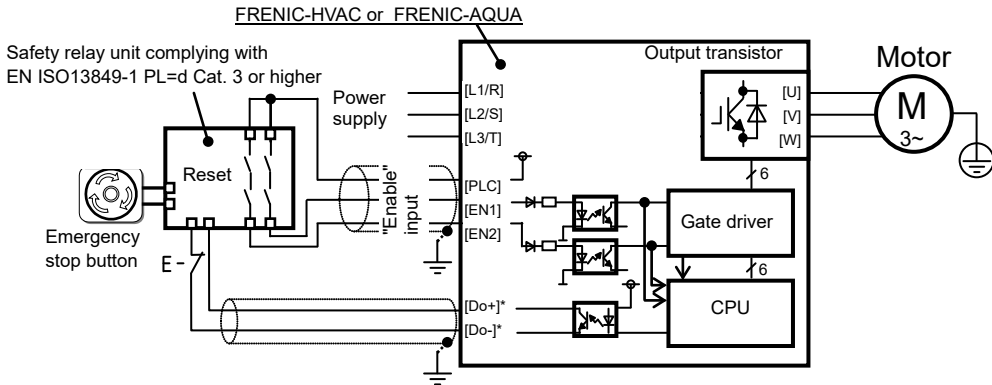 FRENIC-HVAC or FRENIC-AQUA
Safety relay unit complying with
EN ISO13849-1 PL=d Cat. 3 or higher
Output transistor
Motor
Power
supply
[L1/R]
[L2/S]
[L3/T]
[U]
[V]
[W]
M
3~
Reset
6
"Enable"
input
[PLC]
[EN1]
[EN2]
Gate driver
Emergency
stop button
E
6
CPU
[Do+]*
[Do-]*